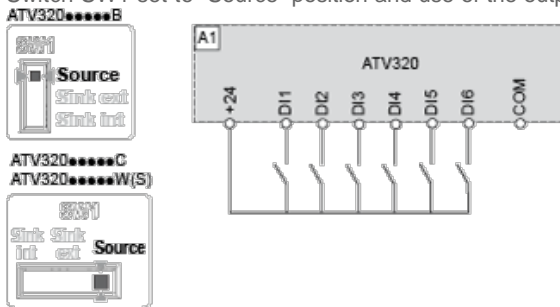 Switch SW1 set to "Source" position and use of the outp
ATV320●●●●●B
SW1
Source
Sink ext
Sink int
A1
ATV320
+24
DI1
DI2
DI3
DI4
DI5
DI6
COM
ATV320●●●●●C
ATV320●●●●●W(S)
SW1
Sink Sink
int ext Source